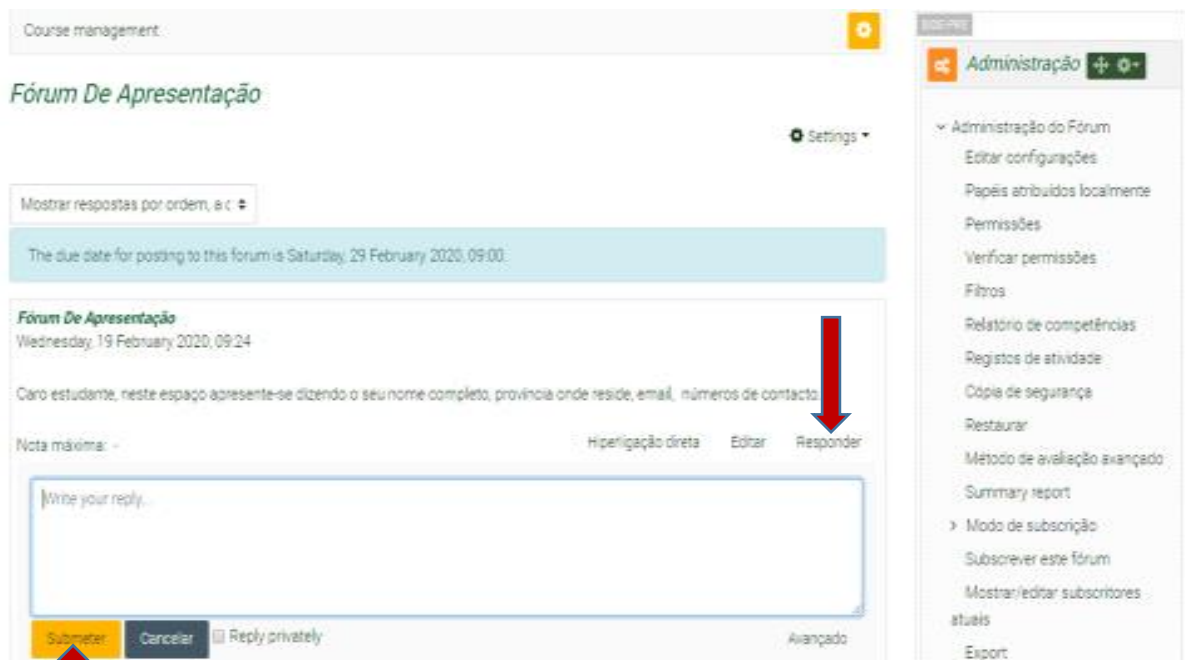 Course management
Fórum De Apresentação
Settings
Mostrar respostas por ordem, a c
The due date for posting to this forum is Saturday, 29 February 2020, 09:00.
Fórum De Apresentação
Wednesday, 19 February 2020, 09:24
Caro estudante, neste espaço apresente-se dizendo o seu nome completo, província onde reside, email, números de contacto.
Nota máxima: -
Hiperligação direta Editar Responder
Write your reply...
Submeter Cancelar Reply privately Avançado
SIDE-PRE
Administração
Administração do Fórum
Editar configurações
Papéis atribuídos localmente
Permissões
Verificar permissões
Filtros
Relatório de competências
Registos de atividade
Cópia de segurança
Restaurar
Método de avaliação avançado
Summary report
Modo de subscrição
Subscrever este fórum
Mostrar/editar subscritores
atuais
Export